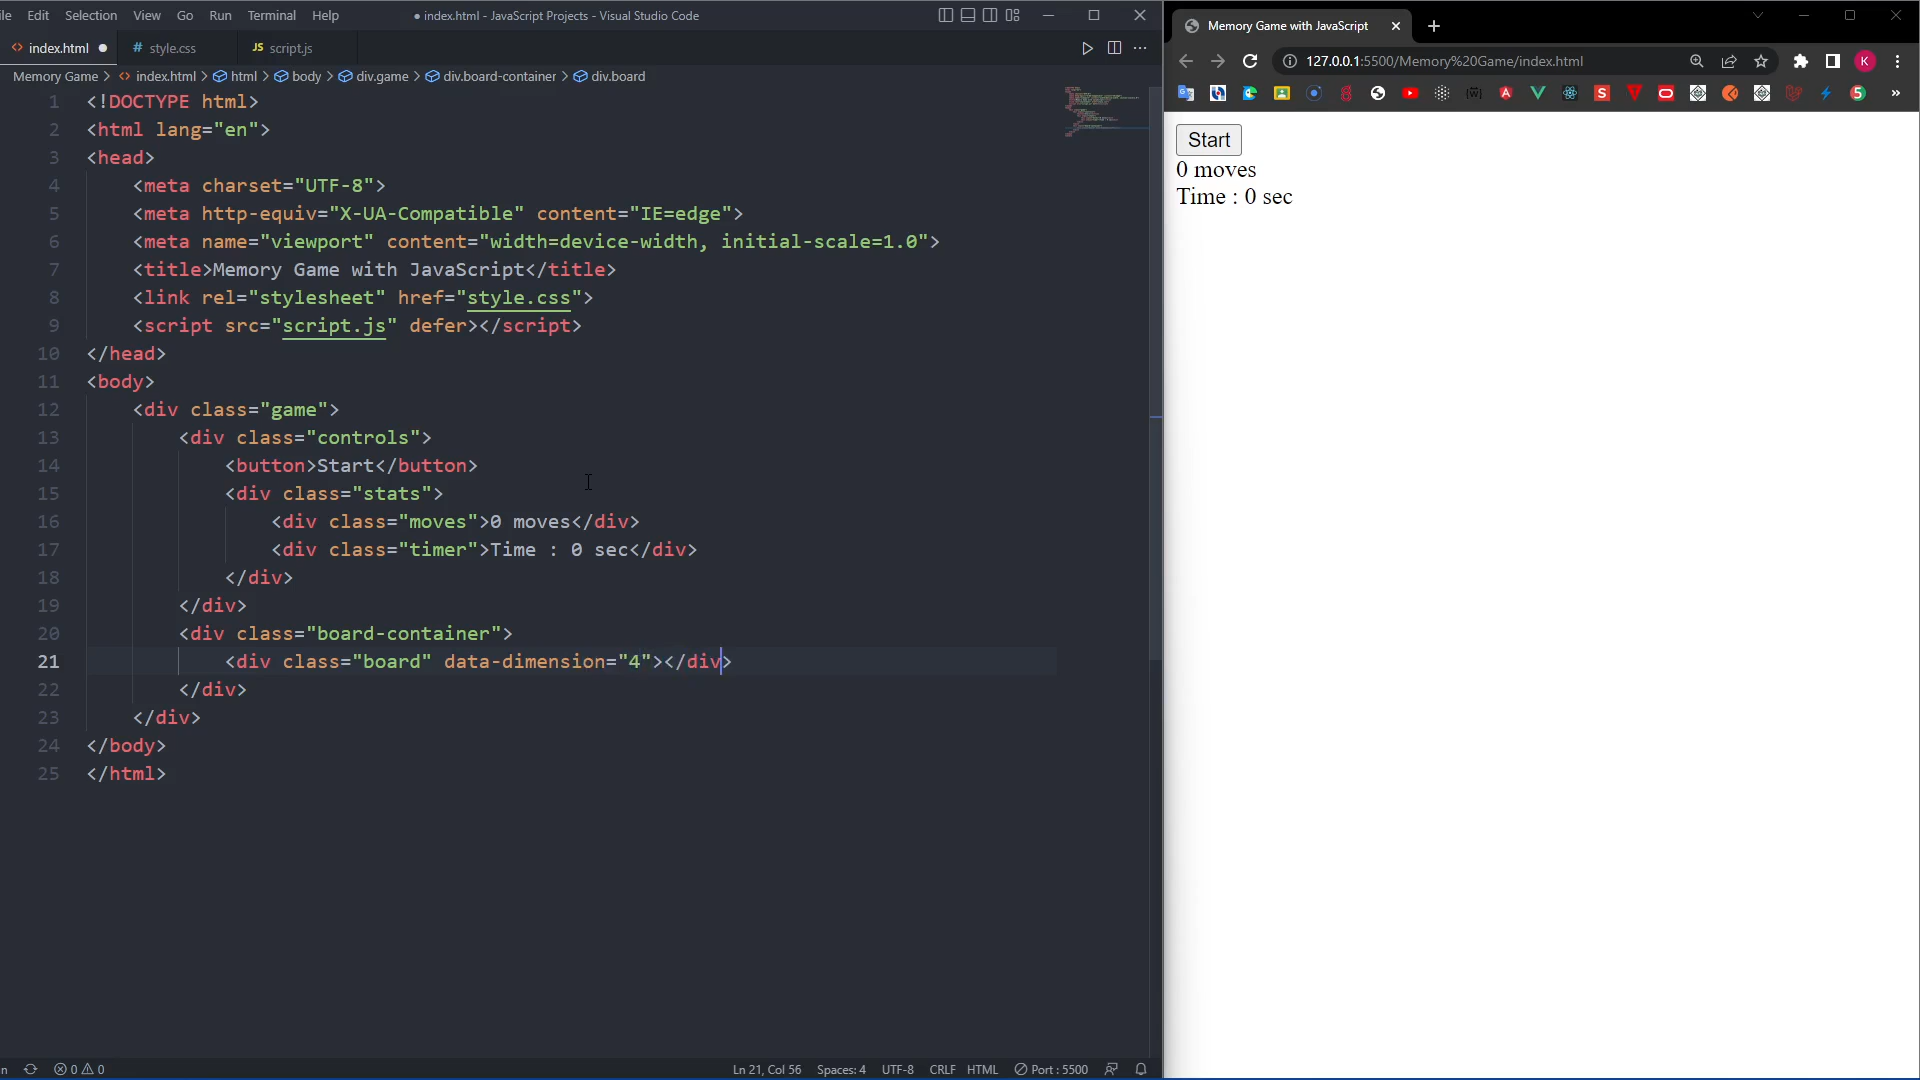 ile Edit Selection View Go Run Terminal Help
● index.html - JavaScript Projects - Visual Studio Code
<> index.html ●
# style.css
JS script.js
Memory Game > <> index.html > html > body > div.game > div.board-container > div.board
1 <!DOCTYPE html>
2 <html lang="en">
3 <head>
4     <meta charset="UTF-8">
5     <meta http-equiv="X-UA-Compatible" content="IE=edge">
6     <meta name="viewport" content="width=device-width, initial-scale=1.0">
7     <title>Memory Game with JavaScript</title>
8     <link rel="stylesheet" href="style.css">
9     <script src="script.js" defer></script>
10 </head>
11 <body>
12     <div class="game">
13         <div class="controls">
14             <button>Start</button>
15             <div class="stats">
16                 <div class="moves">0 moves</div>
17                 <div class="timer">Time : 0 sec</div>
18             </div>
19         </div>
20         <div class="board-container">
21             <div class="board" data-dimension="4"></div>
22         </div>
23     </div>
24 </body>
25 </html>
n 0 0 Ln 21, Col 56 Spaces: 4 UTF-8 CRLF HTML Port : 5500
Memory Game with JavaScript
127.0.0.1:5500/Memory%20Game/index.html
K
S
5
»
Start
0 moves
Time : 0 sec